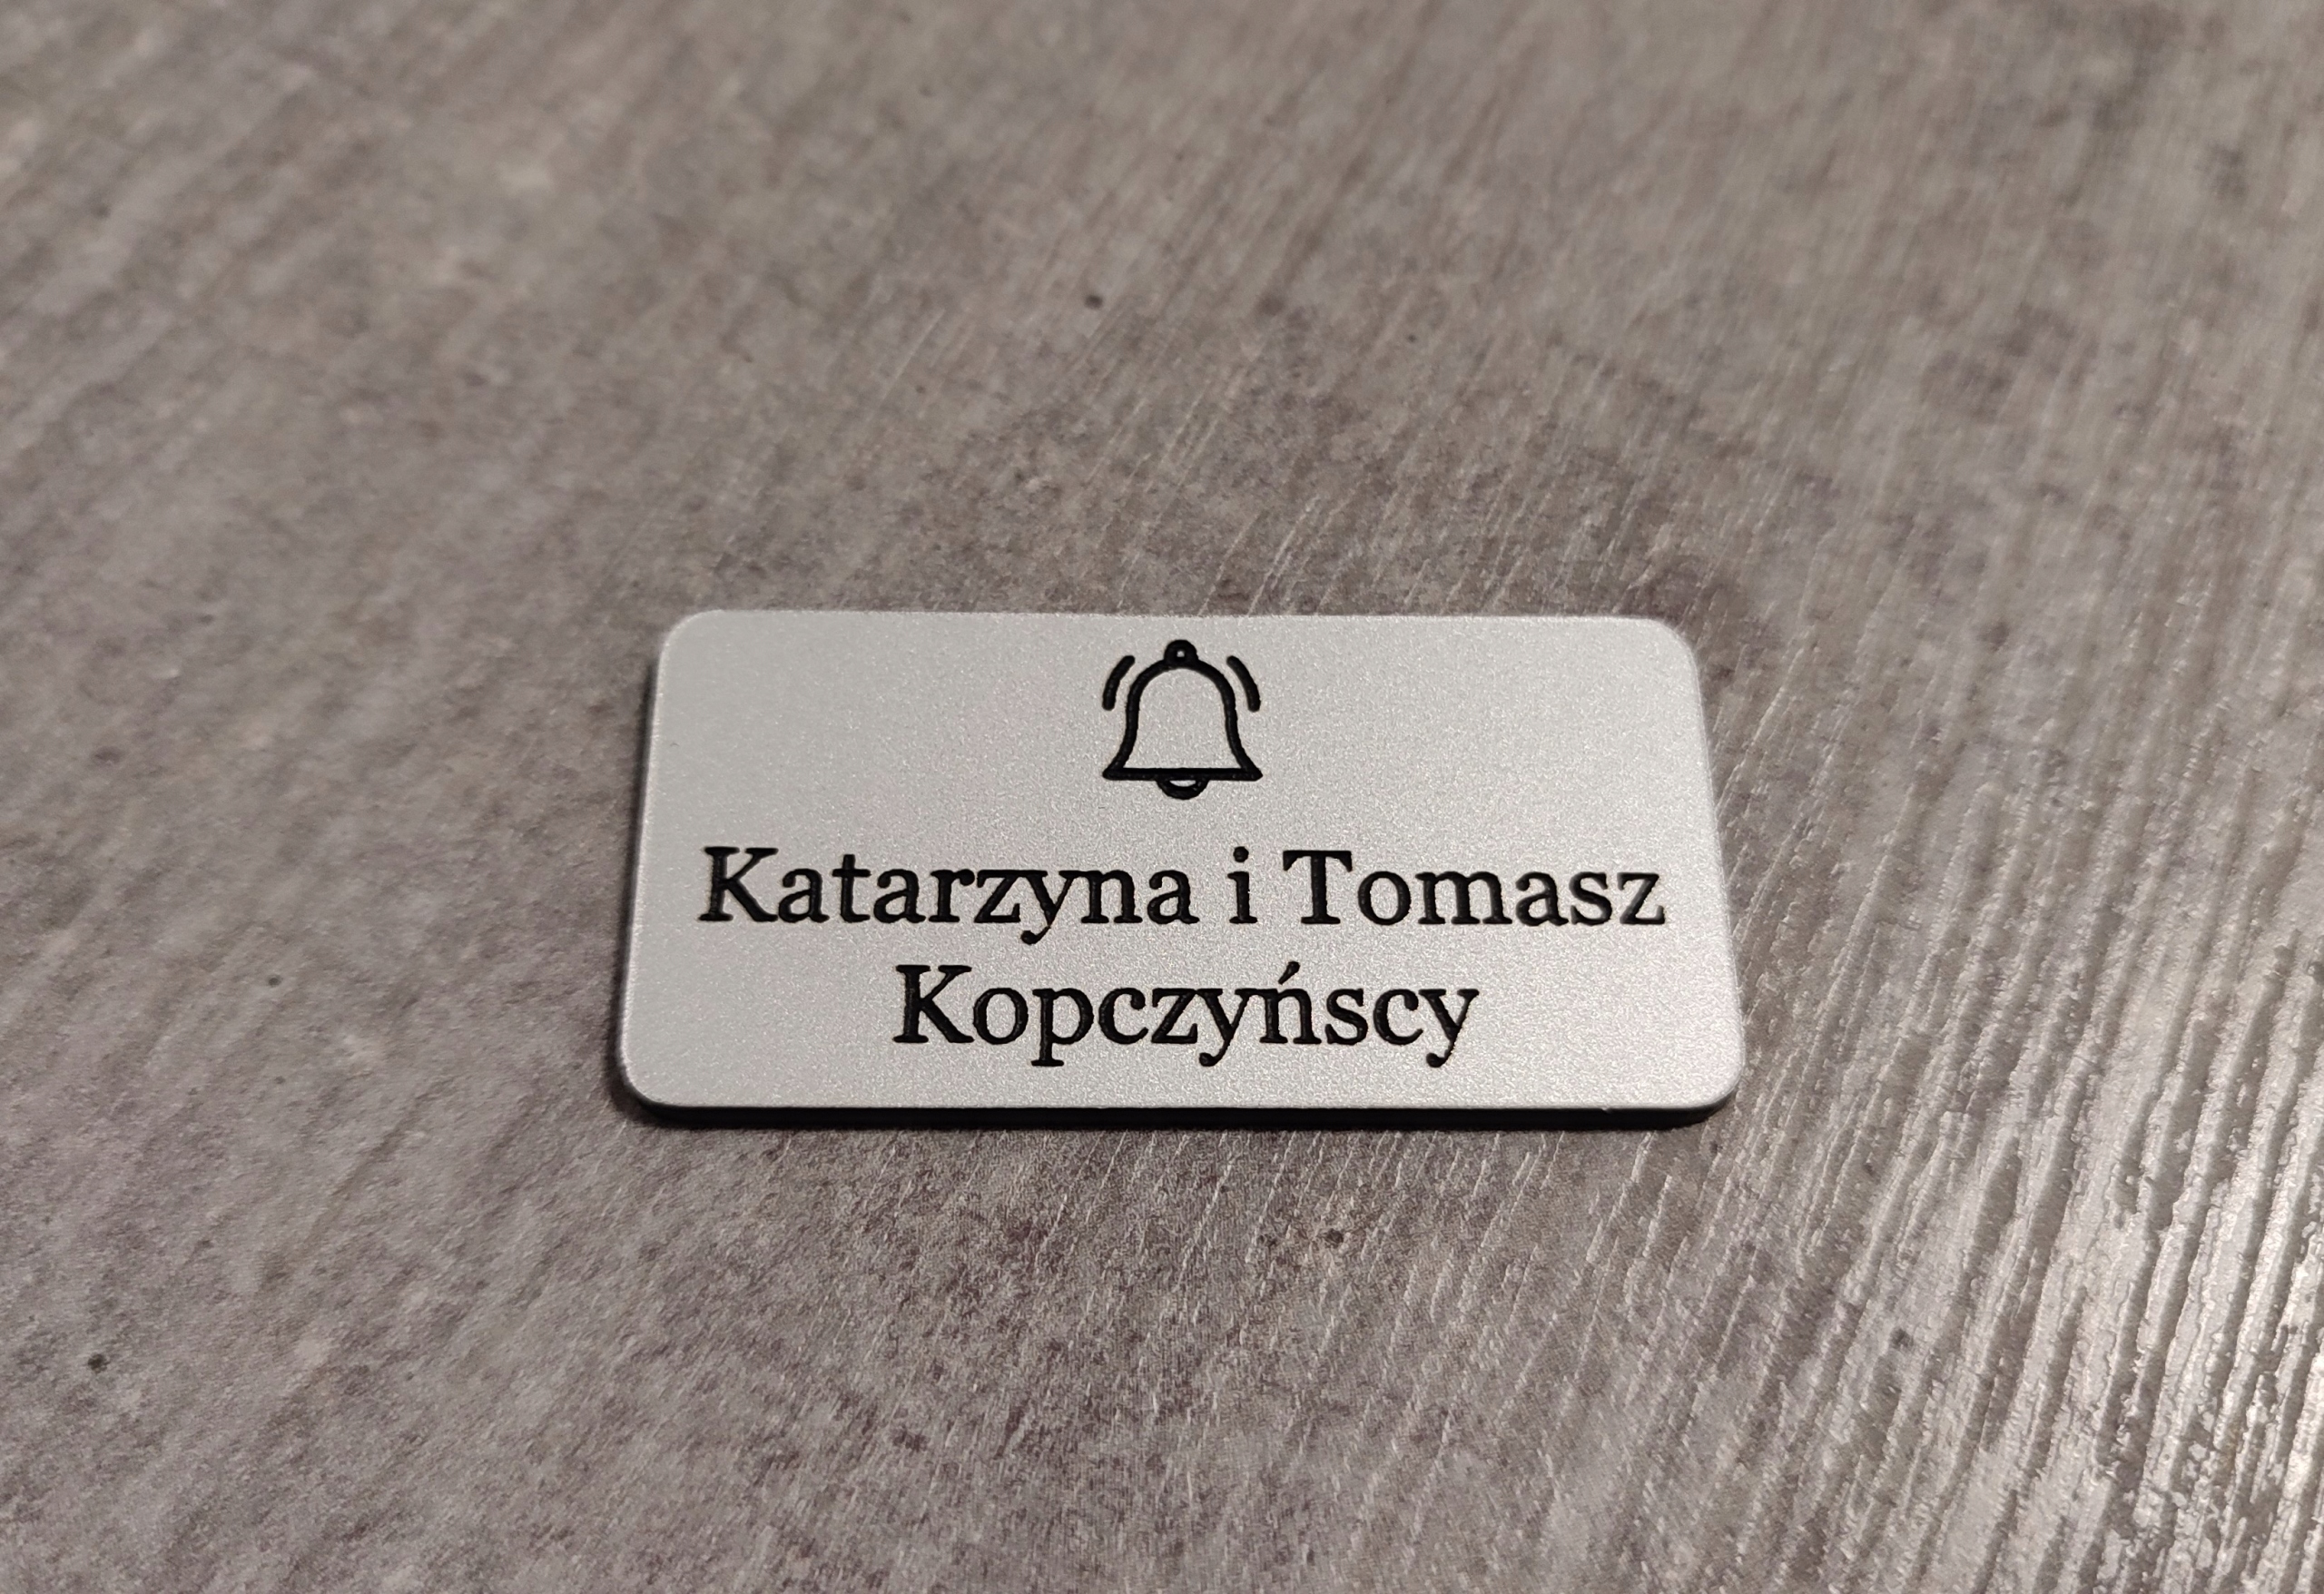 Katarzyna i Tomasz
Kopczyńscy